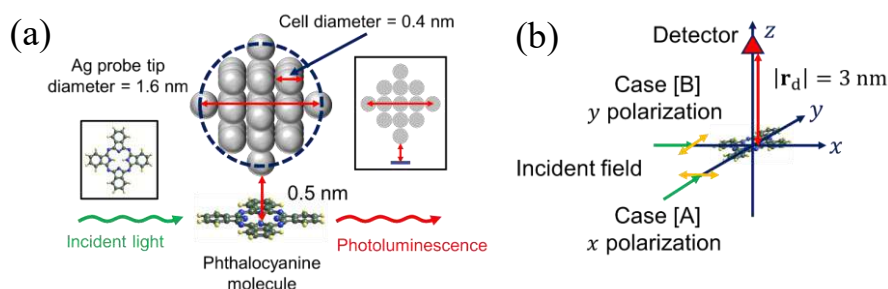 (a)
Cell diameter = 0.4 nm
Ag probe tip
diameter = 1.6 nm
0.5 nm
Incident light
Photoluminescence
Phthalocyanine
molecule
(b)
Detector
z
|r_d| = 3 nm
Case [B]
y polarization
y
x
Incident field
Case [A]
x polarization